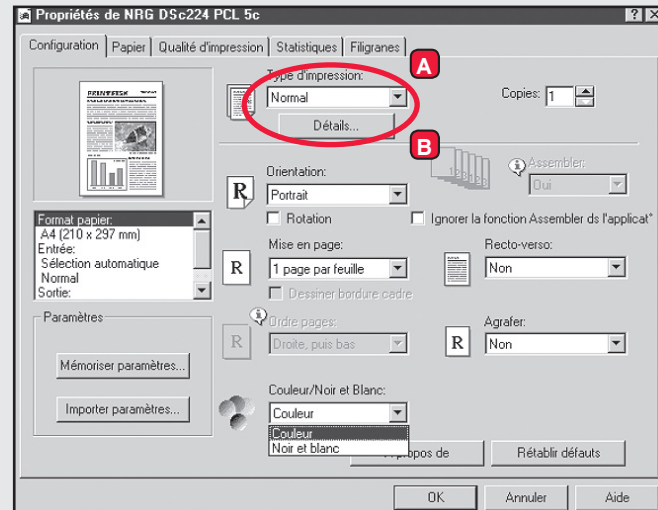 Propriétés de NRG DSc224 PCL 5c
Configuration Papier Qualité d'impression Statistiques Filigranes
A
Type d'impression:
Normal
Copies: 1
Détails...
B
Orientation:
Portrait
Assembler:
Oui
Rotation
Ignorer la fonction Assembler ds l'applicat°
Format papier:
A4 (210 x 297 mm)
Entrée:
Sélection automatique
Normal
Sortie:
Mise en page:
1 page par feuille
Dessiner bordure cadre
Recto-verso:
Non
Paramètres
Mémoriser paramètres...
Importer paramètres...
Ordre pages:
Droite, puis bas
Agrafer:
Non
Couleur/Noir et Blanc:
Couleur
Couleur
Noir et blanc
propos de
Rétablir défauts
OK
Annuler
Aide